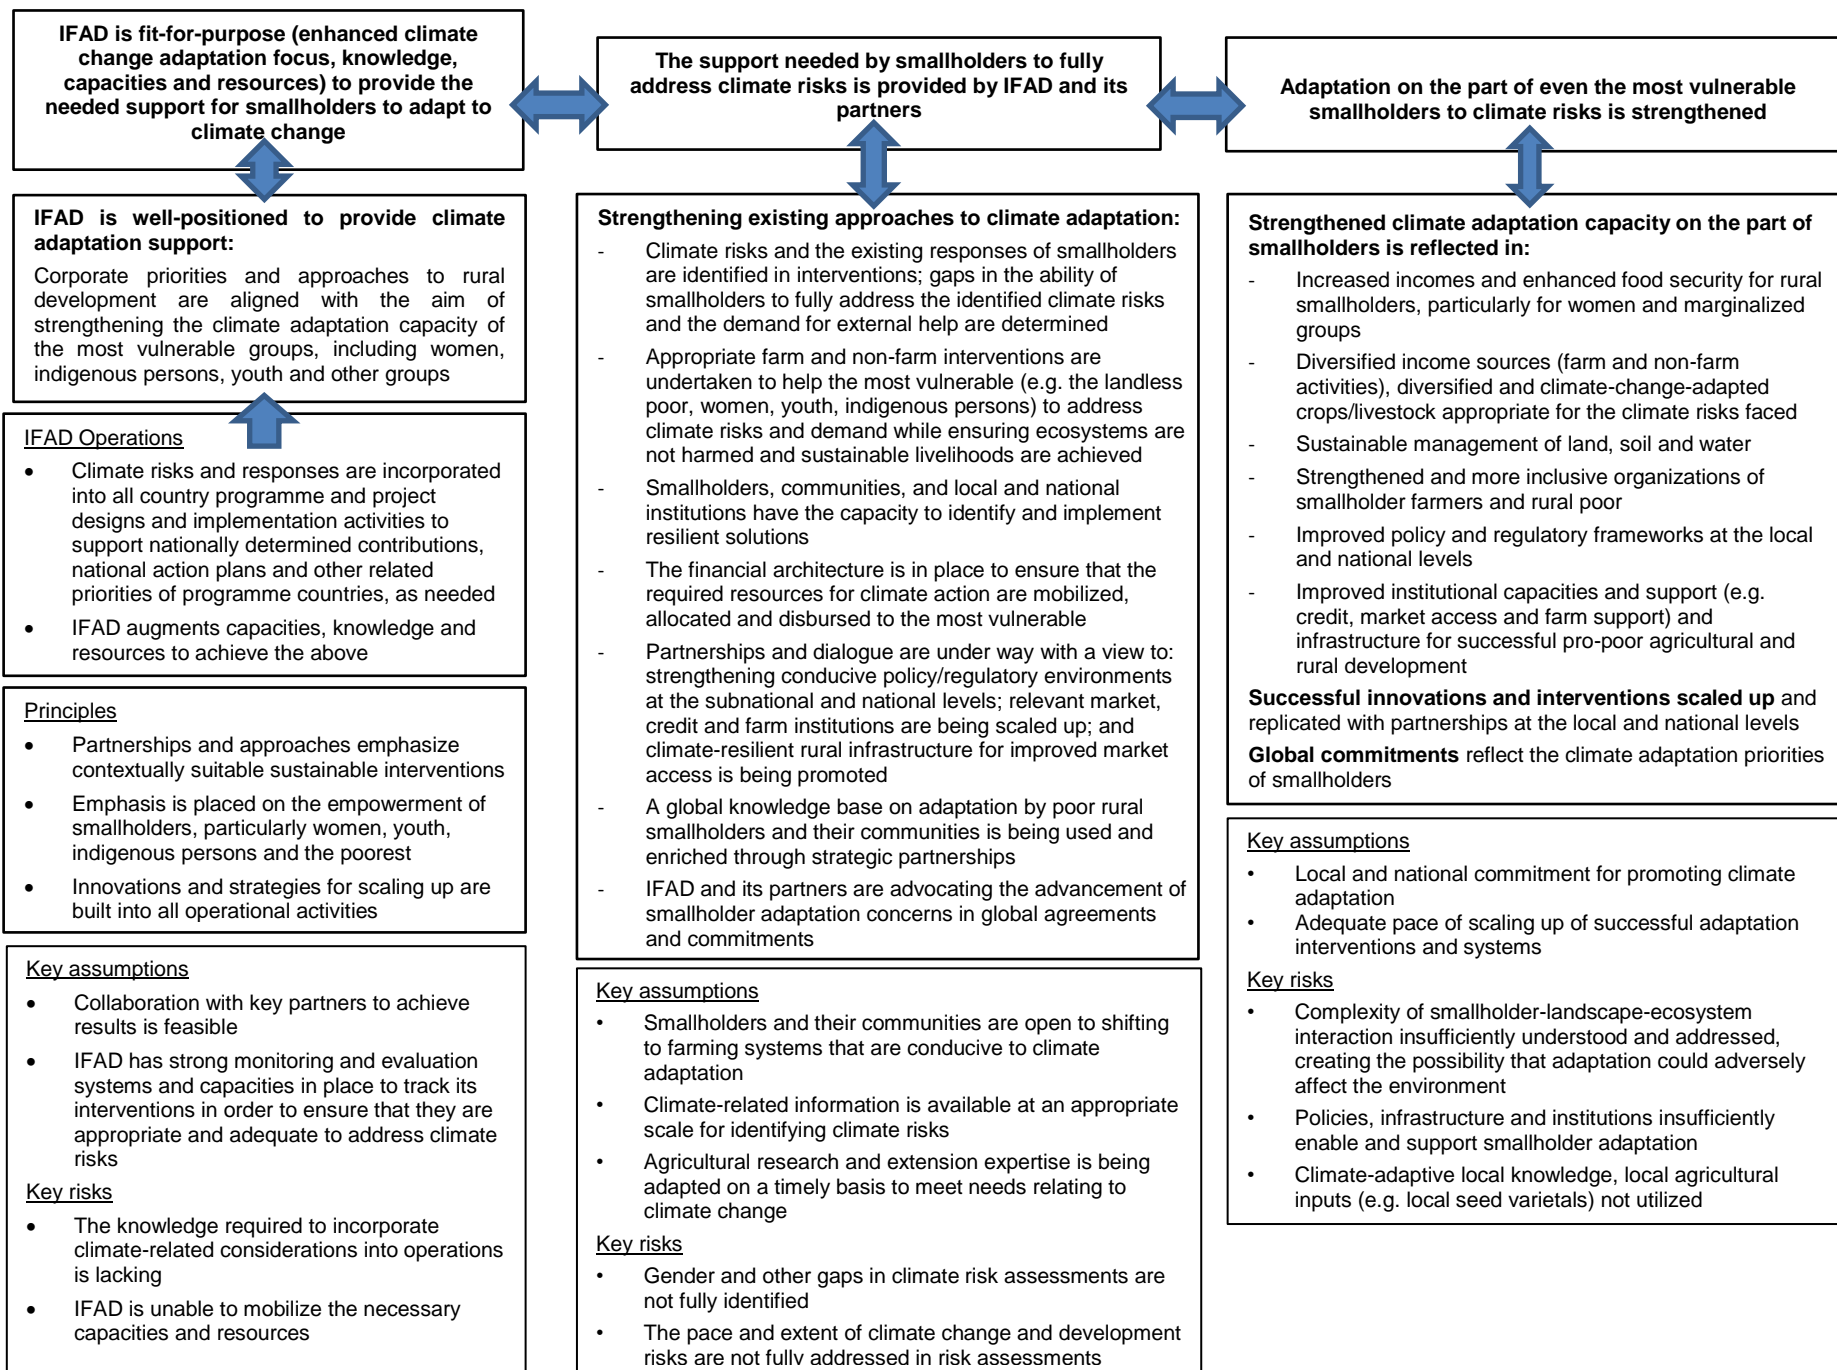 IFAD is fit-for-purpose (enhanced climate
change adaptation focus, knowledge,
capacities and resources) to provide the
needed support for smallholders to adapt to
climate change
The support needed by smallholders to fully
address climate risks is provided by IFAD and its
partners
Adaptation on the part of even the most vulnerable
smallholders to climate risks is strengthened
IFAD is well-positioned to provide climate
adaptation support:
Corporate priorities and approaches to rural
development are aligned with the aim of
strengthening the climate adaptation capacity of
the most vulnerable groups, including women,
indigenous persons, youth and other groups
IFAD Operations
• Climate risks and responses are incorporated
into all country programme and project
designs and implementation activities to
support nationally determined contributions,
national action plans and other related
priorities of programme countries, as needed
• IFAD augments capacities, knowledge and
resources to achieve the above
Principles
• Partnerships and approaches emphasize
contextually suitable sustainable interventions
• Emphasis is placed on the empowerment of
smallholders, particularly women, youth,
indigenous persons and the poorest
• Innovations and strategies for scaling up are
built into all operational activities
Key assumptions
• Collaboration with key partners to achieve
results is feasible
• IFAD has strong monitoring and evaluation
systems and capacities in place to track its
interventions in order to ensure that they are
appropriate and adequate to address climate
risks
Key risks
• The knowledge required to incorporate
climate-related considerations into operations
is lacking
• IFAD is unable to mobilize the necessary
capacities and resources
Strengthening existing approaches to climate adaptation:
- Climate risks and the existing responses of smallholders
are identified in interventions; gaps in the ability of
smallholders to fully address the identified climate risks
and the demand for external help are determined
- Appropriate farm and non-farm interventions are
undertaken to help the most vulnerable (e.g. the landless
poor, women, youth, indigenous persons) to address
climate risks and demand while ensuring ecosystems are
not harmed and sustainable livelihoods are achieved
- Smallholders, communities, and local and national
institutions have the capacity to identify and implement
resilient solutions
- The financial architecture is in place to ensure that the
required resources for climate action are mobilized,
allocated and disbursed to the most vulnerable
- Partnerships and dialogue are under way with a view to:
strengthening conducive policy/regulatory environments
at the subnational and national levels; relevant market,
credit and farm institutions are being scaled up; and
climate-resilient rural infrastructure for improved market
access is being promoted
- A global knowledge base on adaptation by poor rural
smallholders and their communities is being used and
enriched through strategic partnerships
- IFAD and its partners are advocating the advancement of
smallholder adaptation concerns in global agreements
and commitments
Key assumptions
• Smallholders and their communities are open to shifting
to farming systems that are conducive to climate
adaptation
• Climate-related information is available at an appropriate
scale for identifying climate risks
• Agricultural research and extension expertise is being
adapted on a timely basis to meet needs relating to
climate change
Key risks
• Gender and other gaps in climate risk assessments are
not fully identified
• The pace and extent of climate change and development
risks are not fully addressed in risk assessments
Strengthened climate adaptation capacity on the part of
smallholders is reflected in:
- Increased incomes and enhanced food security for rural
smallholders, particularly for women and marginalized
groups
- Diversified income sources (farm and non-farm
activities), diversified and climate-change-adapted
crops/livestock appropriate for the climate risks faced
- Sustainable management of land, soil and water
- Strengthened and more inclusive organizations of
smallholder farmers and rural poor
- Improved policy and regulatory frameworks at the local
and national levels
- Improved institutional capacities and support (e.g.
credit, market access and farm support) and
infrastructure for successful pro-poor agricultural and
rural development
Successful innovations and interventions scaled up and
replicated with partnerships at the local and national levels
Global commitments reflect the climate adaptation priorities
of smallholders
Key assumptions
• Local and national commitment for promoting climate
adaptation
• Adequate pace of scaling up of successful adaptation
interventions and systems
Key risks
• Complexity of smallholder-landscape-ecosystem
interaction insufficiently understood and addressed,
creating the possibility that adaptation could adversely
affect the environment
• Policies, infrastructure and institutions insufficiently
enable and support smallholder adaptation
• Climate-adaptive local knowledge, local agricultural
inputs (e.g. local seed varietals) not utilized